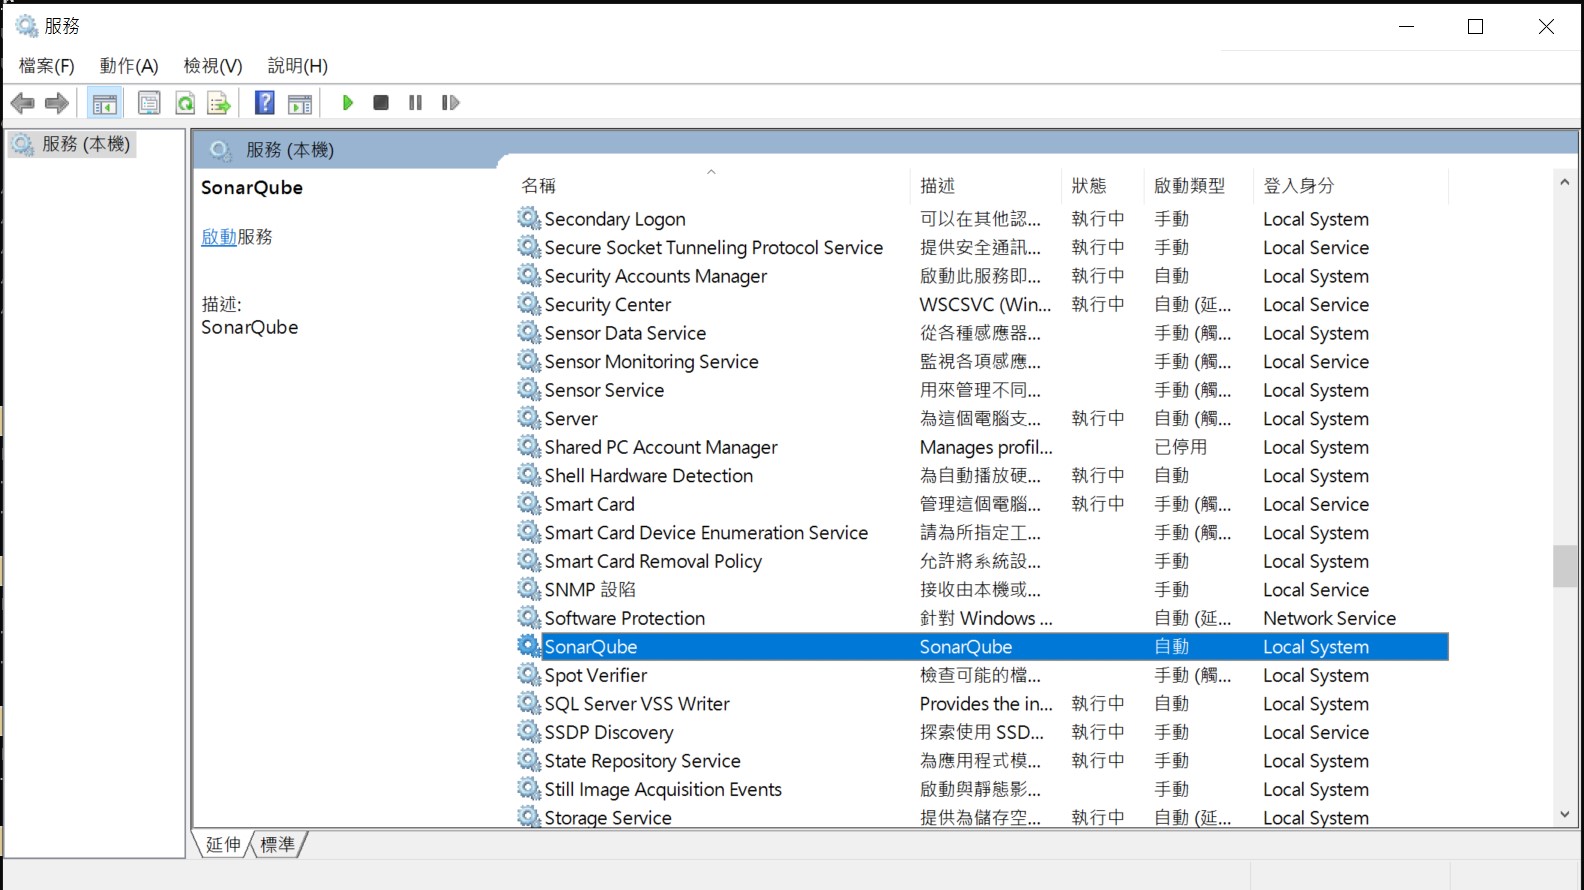 服務
檔案(F) 動作(A) 檢視(V) 說明(H)
服務 (本機)
服務 (本機)
SonarQube
啟動服務
描述:
SonarQube
名稱 描述 狀態 啟動類型 登入身分
Secondary Logon 可以在其他認... 執行中 手動 Local System
Secure Socket Tunneling Protocol Service 提供安全通訊... 執行中 手動 Local Service
Security Accounts Manager 啟動此服務即... 執行中 自動 Local System
Security Center WSCSVC (Win... 執行中 自動 (延... Local Service
Sensor Data Service 從各種感應器... 手動 (觸... Local System
Sensor Monitoring Service 監視各項感應... 手動 (觸... Local Service
Sensor Service 用來管理不同... 手動 (觸... Local System
Server 為這個電腦支... 執行中 自動 (觸... Local System
Shared PC Account Manager Manages profil... 已停用 Local System
Shell Hardware Detection 為自動播放硬... 執行中 自動 Local System
Smart Card 管理這個電腦... 執行中 手動 (觸... Local Service
Smart Card Device Enumeration Service 請為所指定工... 手動 (觸... Local System
Smart Card Removal Policy 允許將系統設... 手動 Local System
SNMP 設陷 接收由本機或... 手動 Local Service
Software Protection 針對 Windows ... 自動 (延... Network Service
SonarQube SonarQube 自動 Local System
Spot Verifier 檢查可能的檔... 手動 (觸... Local System
SQL Server VSS Writer Provides the in... 執行中 自動 Local System
SSDP Discovery 探索使用 SSD... 執行中 手動 Local Service
State Repository Service 為應用程式模... 執行中 手動 Local System
Still Image Acquisition Events 啟動與靜態影... 手動 Local System
Storage Service 提供為儲存空... 執行中 自動 (延... Local System
延伸 標準